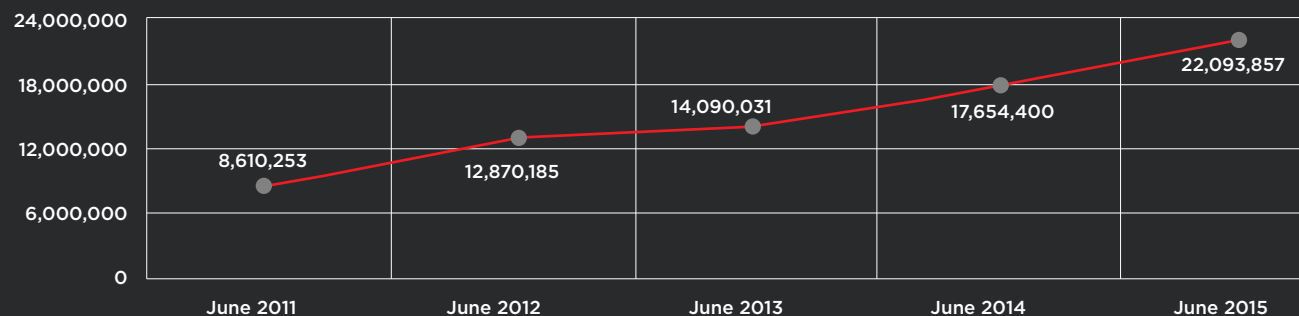 24,000,000
18,000,000
12,000,000
6,000,000
0
8,610,253
12,870,185
14,090,031
17,654,400
22,093,857
June 2011
June 2012
June 2013
June 2014
June 2015